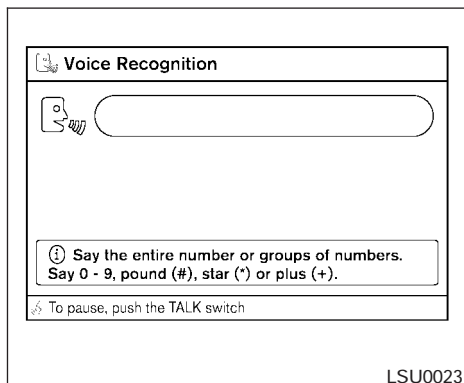 Voice Recognition
Say the entire number or groups of numbers.
Say 0 - 9, pound (#), star (*) or plus (+).
To pause, push the TALK switch
LSU0023